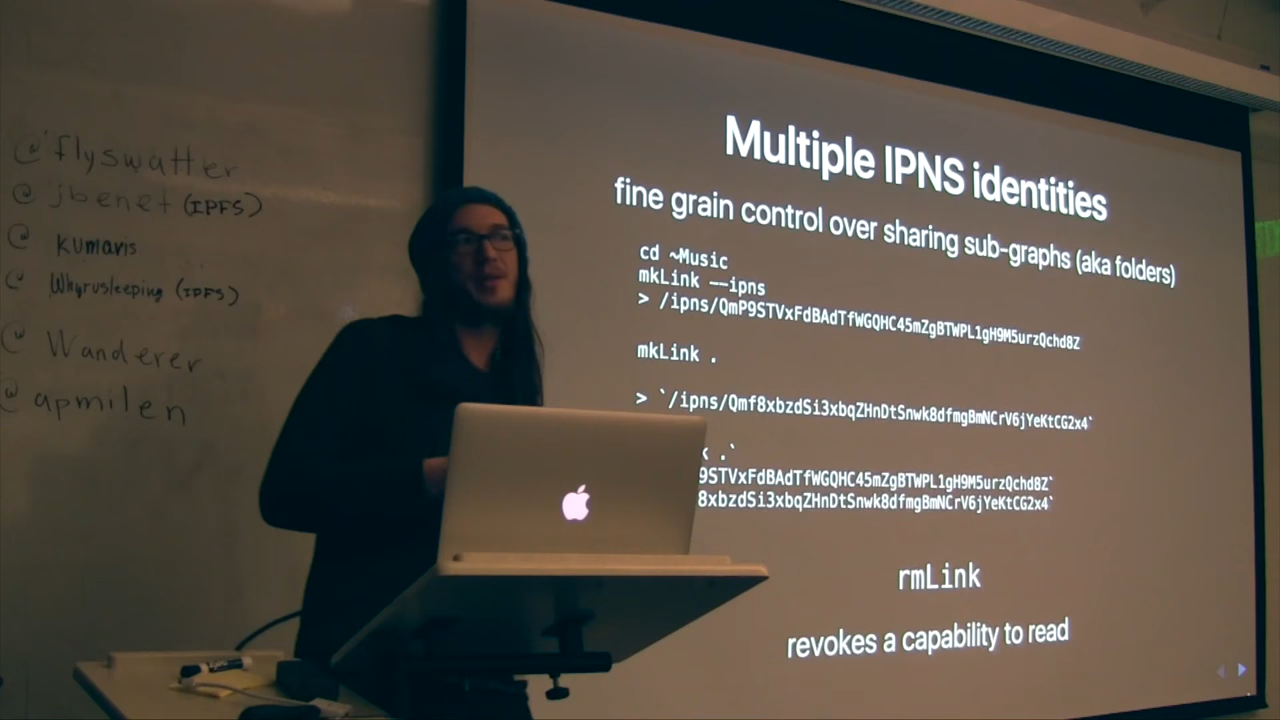 @flyswatter
@jbenet (IPFS)
@ kumavis
@ Whyrusleeping (IPFS)
@ Wanderer
@ apmilen
Multiple IPNS identities
fine grain control over sharing sub-graphs (aka folders)
cd ~Music
mkLink --ipns
> /ipns/QmP9STVxFdBAdTfWGQHC45mZgBTWPL1gH9M5urzQchd8Z
mkLink .
> `/ipns/Qmf8xbzdSi3xbqZHnDtSnwk8dfmgBmNCrV6jYeKtCG2x4`
k .`
9STVxFdBAdTfWGQHC45mZgBTWPL1gH9M5urzQchd8Z`
8xbzdSi3xbqZHnDtSnwk8dfmgBmNCrV6jYeKtCG2x4`
rmLink
revokes a capability to read